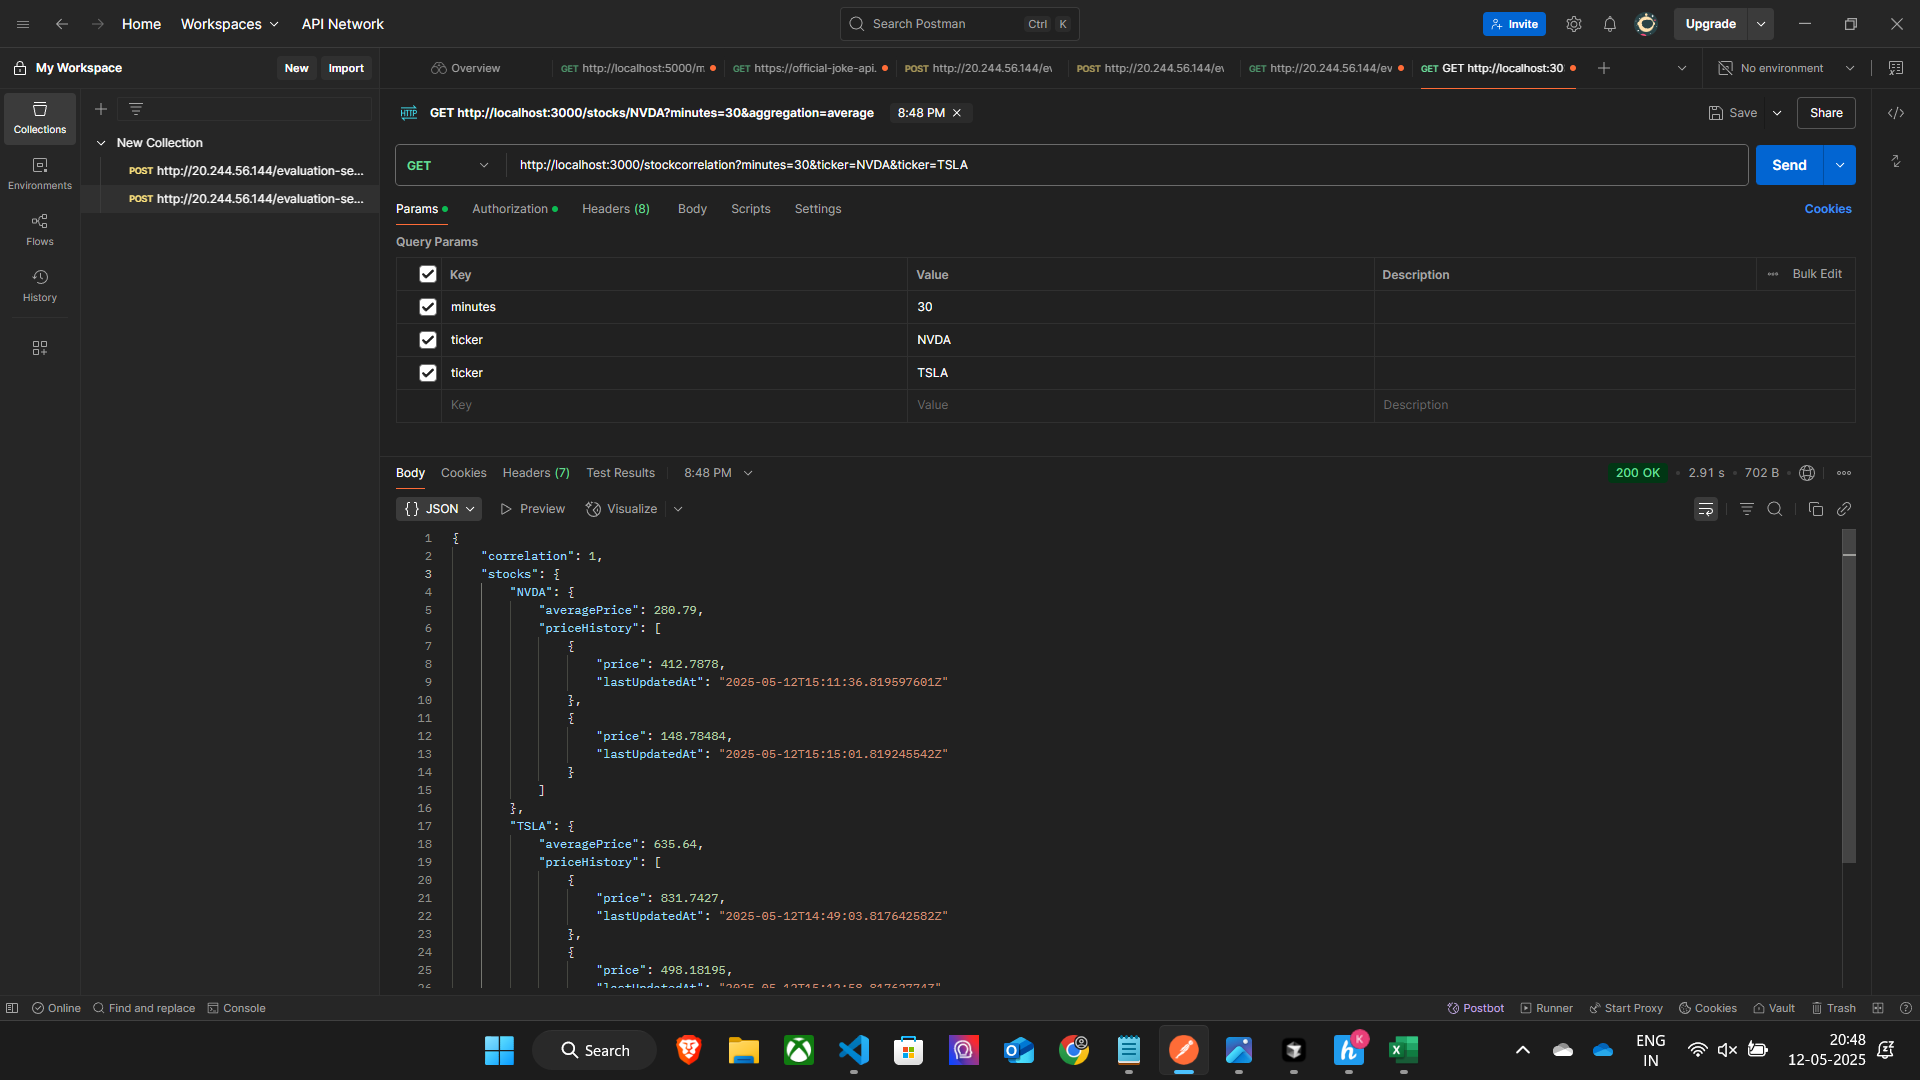 Home
Workspaces
API Network
Search Postman
Ctrl K
Invite
Upgrade
My Workspace
New
Import
Overview
GET http://localhost:5000/m
GET https://official-joke-api.
POST http://20.244.56.144/ev
POST http://20.244.56.144/ev
GET http://20.244.56.144/ev
GET GET http://localhost:30
No environment
Collections
Environments
Flows
History
New Collection
POST http://20.244.56.144/evaluation-se...
POST http://20.244.56.144/evaluation-se...
HTTP
GET http://localhost:3000/stocks/NVDA?minutes=30&aggregation=average
8:48 PM
Save
Share
GET
http://localhost:3000/stockcorrelation?minutes=30&ticker=NVDA&ticker=TSLA
Send
Params
Authorization
Headers (8)
Body
Scripts
Settings
Cookies
Query Params
Key Value Description Bulk Edit
minutes 30
ticker NVDA
ticker TSLA
Key Value Description
Body
Cookies
Headers (7)
Test Results
8:48 PM
200 OK
2.91 s
702 B
{} JSON
Preview
Visualize
1 {
2 "correlation": 1,
3 "stocks": {
4 "NVDA": {
5 "averagePrice": 280.79,
6 "priceHistory": [
7 {
8 "price": 412.7878,
9 "lastUpdatedAt": "2025-05-12T15:11:36.819597601Z"
10 },
11 {
12 "price": 148.78484,
13 "lastUpdatedAt": "2025-05-12T15:15:01.819245542Z"
14 }
15 ]
16 },
17 "TSLA": {
18 "averagePrice": 635.64,
19 "priceHistory": [
20 {
21 "price": 831.7427,
22 "lastUpdatedAt": "2025-05-12T14:49:03.817642582Z"
23 },
24 {
25 "price": 498.18195,
26 "lastUpdatedAt":
Online
Find and replace
Console
Postbot
Runner
Start Proxy
Cookies
Vault
Trash
Search
K
ENG
IN
20:48
12-05-2025